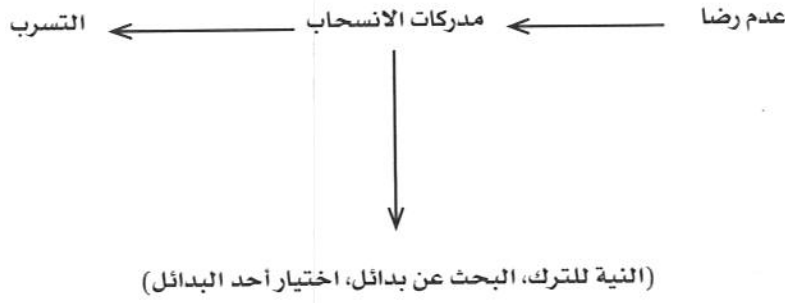 عدم رضا مدركات الانسحاب التسرب
(النية للترك، البحث عن بدائل، اختيار أحد البدائل)